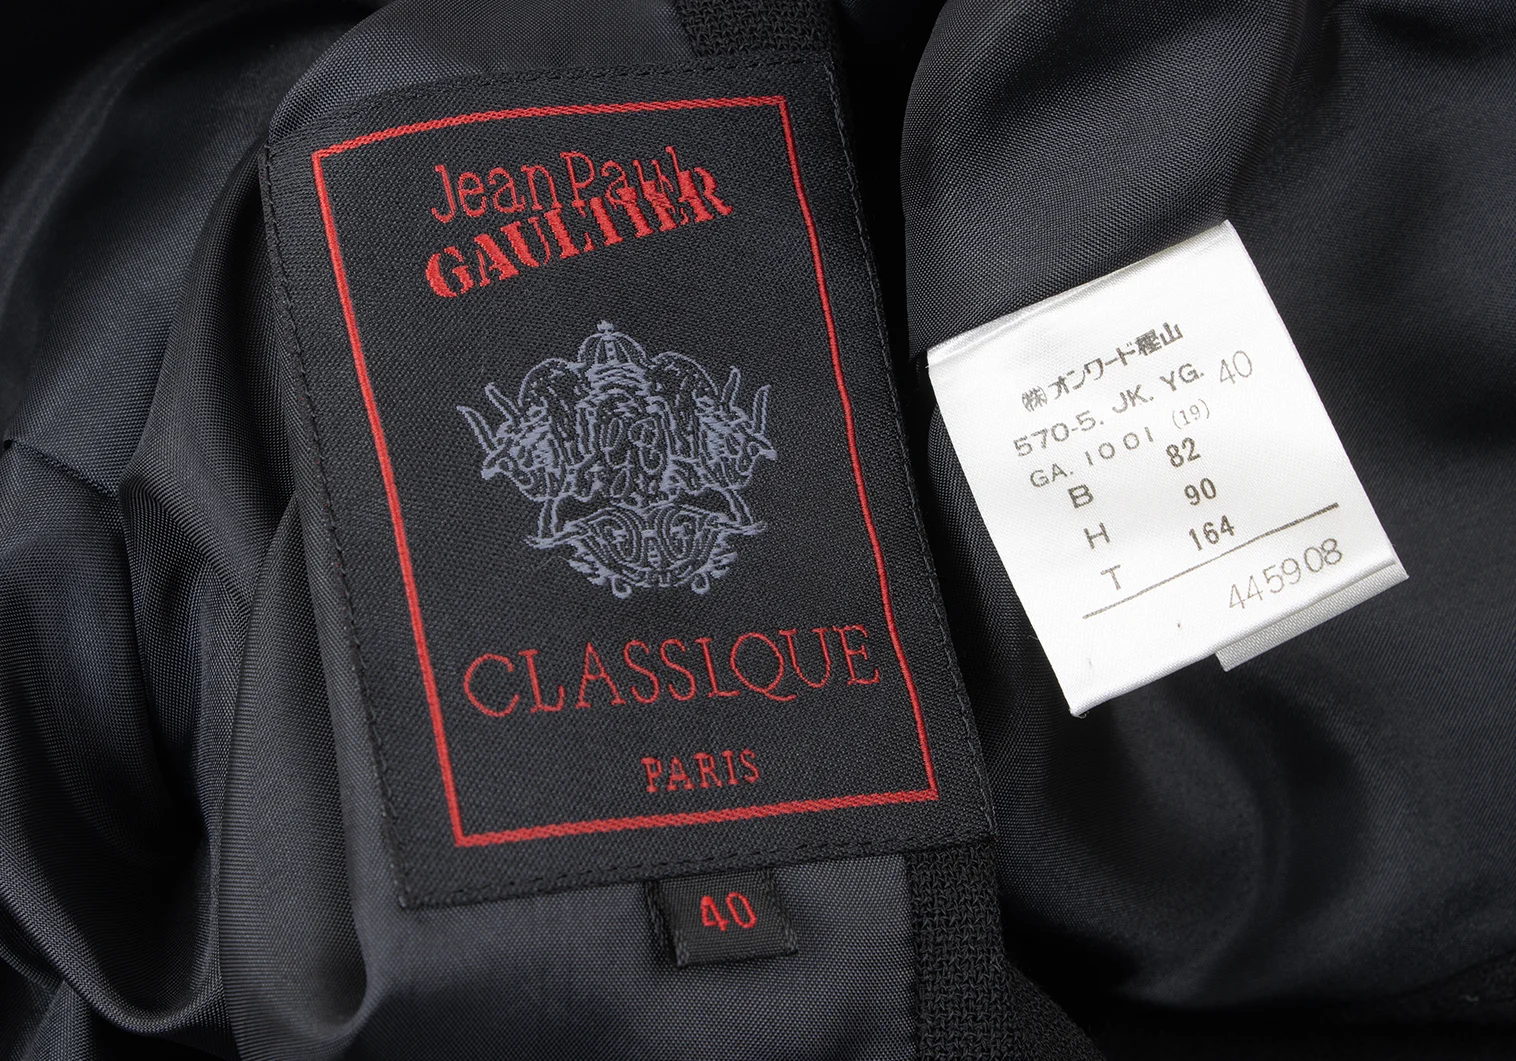 Jean Paul
GAULTIER
CLASSIQUE
PARIS
40
㈱オンワード樫山
570-5. JK. YG. 40
GA. 1001 (19)
B 82
H 90
T 164
445908